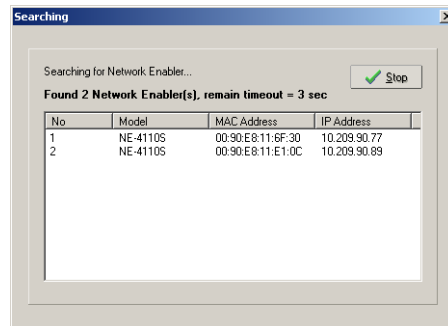 Searching
Searching for Network Enabler...
Stop
Found 2 Network Enabler(s), remain timeout = 3 sec
No Model MAC Address IP Address
1 NE-4110S 00:90:E8:11:6F:30 10.209.90.77
2 NE-4110S 00:90:E8:11:E1:0C 10.209.90.89